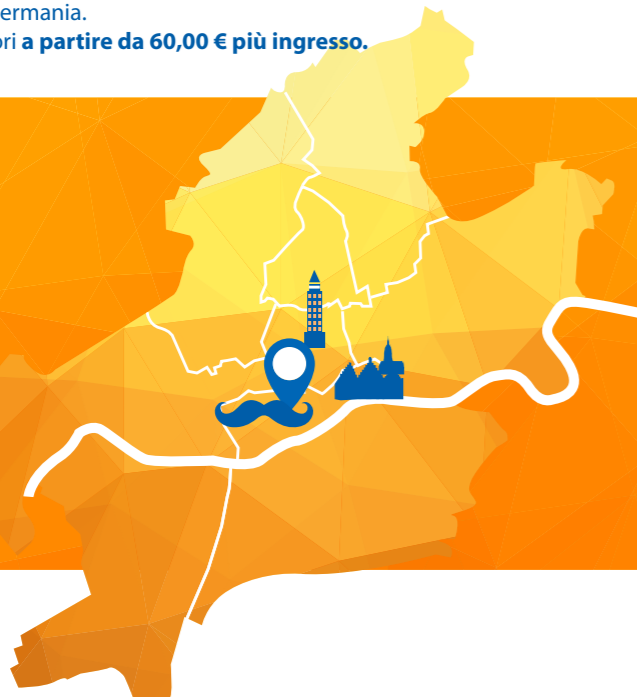 ermania.
ori a partire da 60,00 € più ingresso.